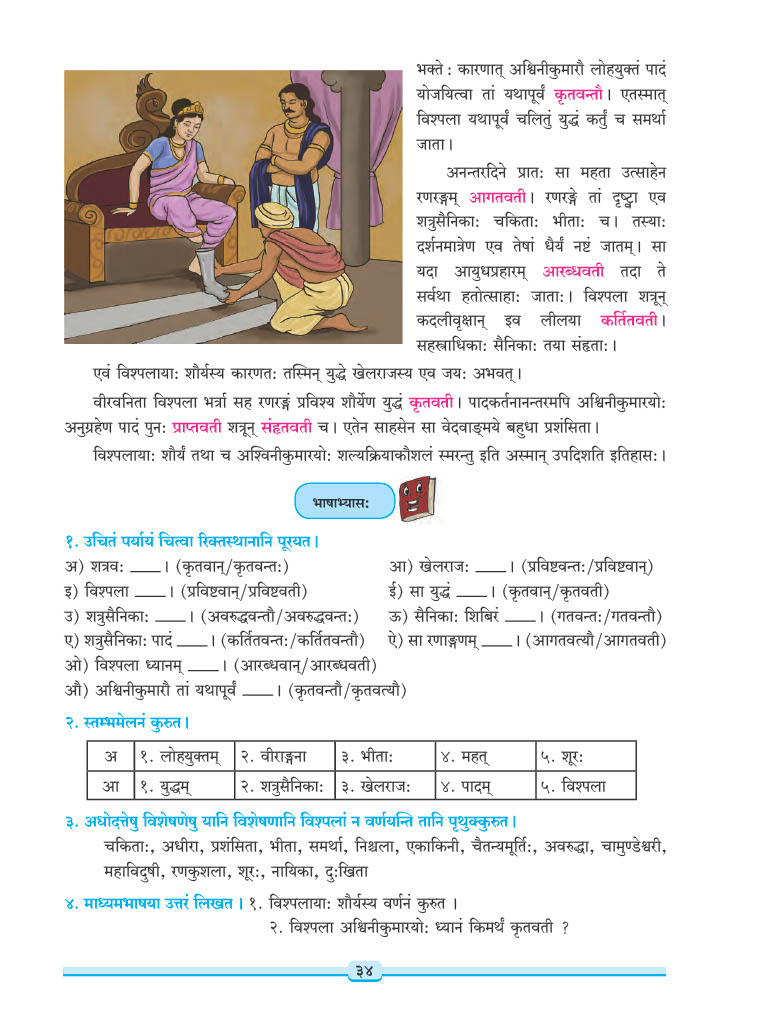 भक्ते: कारणात् अश्विनीकुमारौ लोहयुक्तं पादं
योजयित्वा तां यथापूर्वं कृतवन्तौ। एतस्मात्
विश्पला यथापूर्वं चलितुं युद्धं कर्तुं च समर्था
जाता।
अनन्तरदिने प्रात: सा महता उत्साहेन
रणरङ्गम् आगतवती। रणरङ्गे तां दृष्ट्वा एव
शत्रुसैनिका: चकिता: भीता: च। तस्या:
दर्शनमात्रेण एव तेषां धैर्यं नष्टं जातम्। सा
यदा आयुधप्रहारम् आरब्धवती तदा ते
सर्वथा हतोत्साहा: जाता:। विश्पला शत्रून्
कदलीवृक्षान् इव लीलया कर्तितवती।
सहस्राधिका: सैनिका: तया संहृता:।
एवं विश्पलाया: शौर्यस्य कारणत: तस्मिन् युद्धे खेलराजस्य एव जय: अभवत्।
वीरवनिता विश्पला भर्त्रा सह रणरङ्गं प्रविश्य शौर्येण युद्धं कृतवती। पादकर्तनानन्तरमपि अश्विनीकुमारयो:
अनुग्रहेण पादं पुन: प्राप्तवती शत्रून् संहृतवती च। एतेन साहसेन सा वेदवाङ्मये बहुधा प्रशंसिता।
विश्पलाया: शौर्यं तथा च अश्विनीकुमारयो: शल्यक्रियाकौशलं स्मरन्तु इति अस्मान् उपदिशति इतिहास:।
भाषाभ्यास:
१. उचितं पर्यायं चित्वा रिक्तस्थानानि पूरयत।
अ) शत्रव: ____। (कृतवान्/कृतवन्त:) आ) खेलराज: ____। (प्रविष्टवन्त:/प्रविष्टवान्)
इ) विश्पला ____। (प्रविष्टवान्/प्रविष्टवती) ई) सा युद्धं ____। (कृतवान्/कृतवती)
उ) शत्रुसैनिका: ____। (अवरुद्धवन्तौ/अवरुद्धवन्त:) ऊ) सैनिका: शिबिरं ____। (गतवन्त:/गतवन्तौ)
ए) शत्रुसैनिका: पादं ____। (कर्तितवन्त:/कर्तितवन्तौ) ऐ) सा रणाङ्गणम् ____। (आगतवत्यौ/आगतवती)
ओ) विश्पला ध्यानम् ____। (आरब्धवान्/आरब्धवती)
औ) अश्विनीकुमारौ तां यथापूर्वं ____। (कृतवन्तौ/कृतवत्यौ)
२. स्तम्भमेलनं कुरुत।
अ १. लोहयुक्तम् २. वीराङ्गना ३. भीता: ४. महत् ५. शूर:
आ १. युद्धम् २. शत्रुसैनिका: ३. खेलराज: ४. पादम् ५. विश्पला
३. अधोदत्तेषु विशेषणेषु यानि विशेषणानि विश्पलां न वर्णयन्ति तानि पृथक्कुरुत।
चकिता:, अधीरा, प्रशंसिता, भीता, समर्था, निश्चला, एकाकिनी, चैतन्यमूर्ति:, अवरुद्धा, चामुण्डेश्वरी,
महाविदुषी, रणकुशला, शूर:, नायिका, दु:खिता
४. माध्यमभाषया उत्तरं लिखत। १. विश्पलाया: शौर्यस्य वर्णनं कुरुत ।
२. विश्पला अश्विनीकुमारयो: ध्यानं किमर्थं कृतवती ?
३४